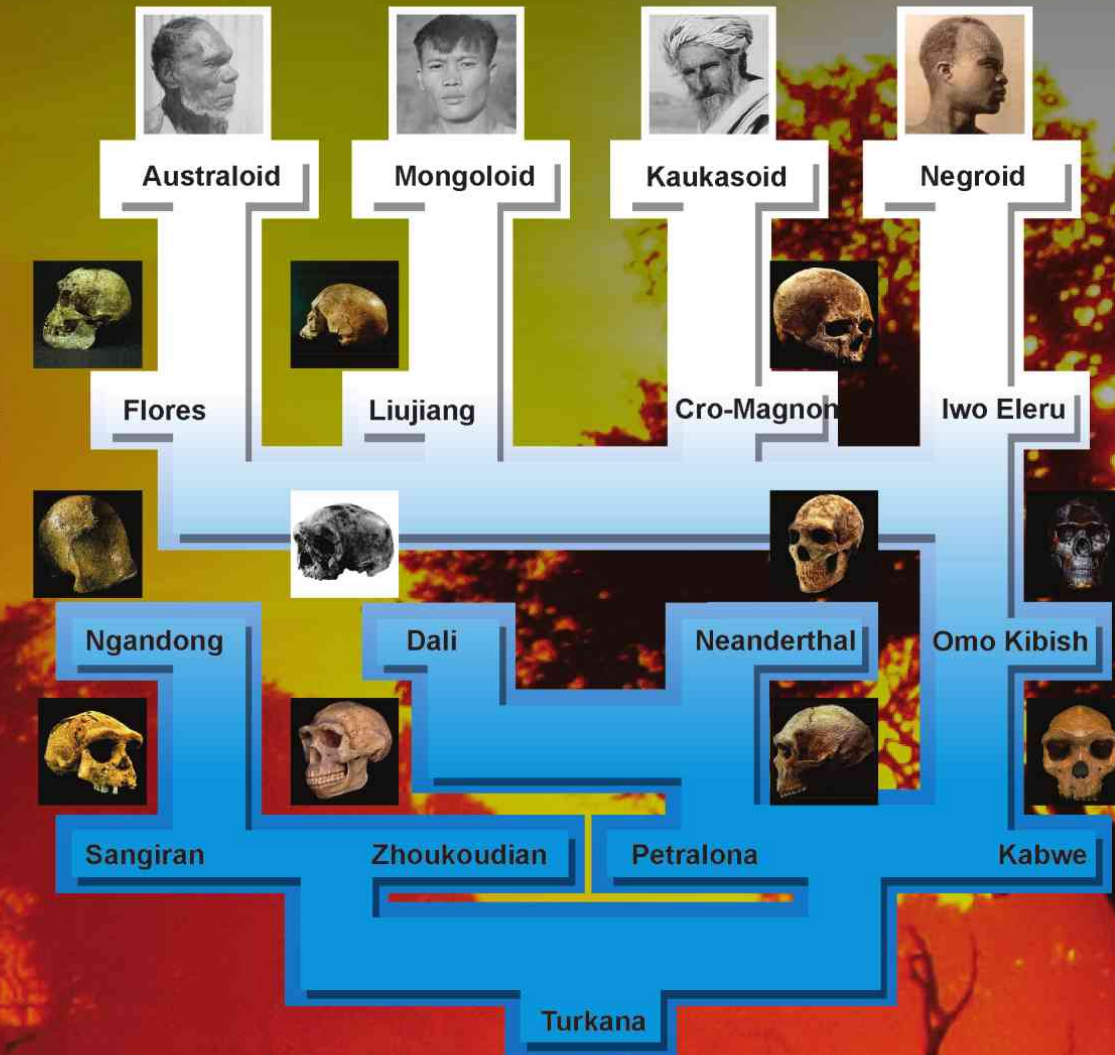 Australoid
Mongoloid
Kaukasoid
Negroid
Flores
Liujiang
Cro-Magnon
Iwo Eleru
Ngandong
Dali
Neanderthal
Omo Kibish
Sangiran
Zhoukoudian
Petralona
Kabwe
Turkana